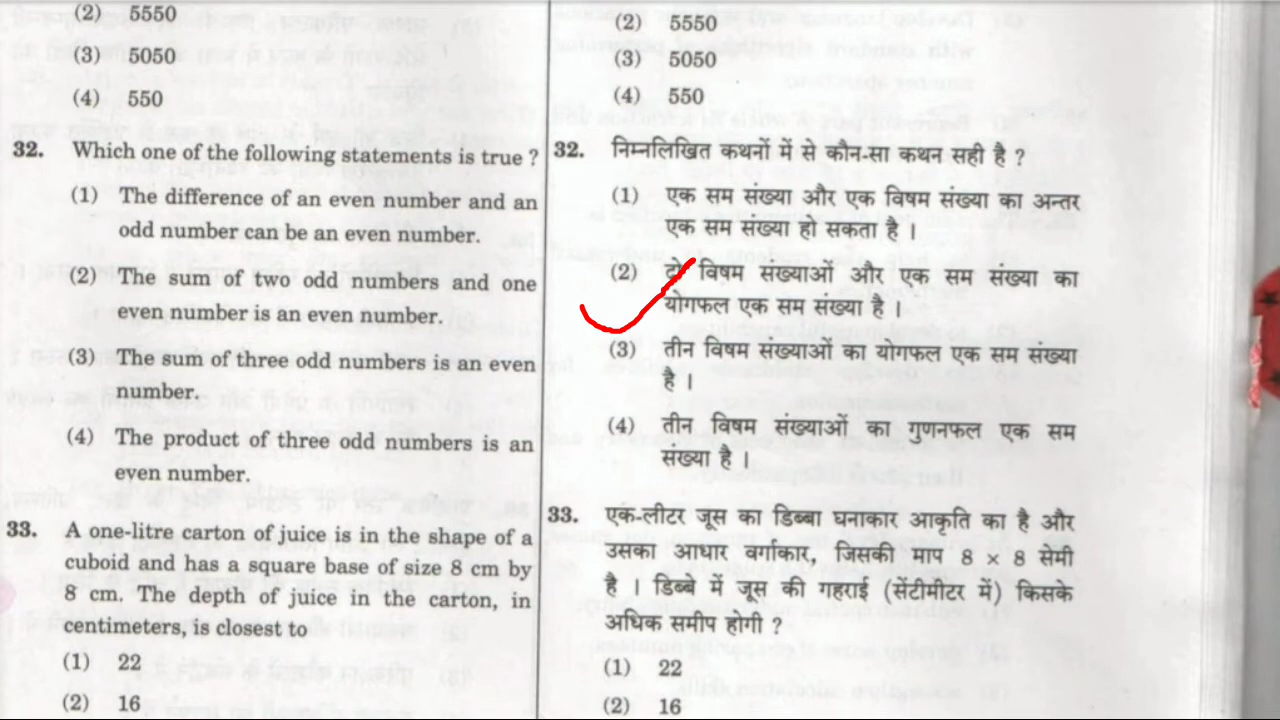 (2) 5550
(3) 5050
(4) 550
32. Which one of the following statements is true ?
(1) The difference of an even number and an
odd number can be an even number.
(2) The sum of two odd numbers and one
even number is an even number.
(3) The sum of three odd numbers is an even
number.
(4) The product of three odd numbers is an
even number.
33. A one-litre carton of juice is in the shape of a
cuboid and has a square base of size 8 cm by
8 cm. The depth of juice in the carton, in
centimeters, is closest to
(1) 22
(2) 16
(2) 5550
(3) 5050
(4) 550
32. निम्नलिखित कथनों में से कौन-सा कथन सही है ?
(1) एक सम संख्या और एक विषम संख्या का अन्तर
एक सम संख्या हो सकता है ।
(2) दो विषम संख्याओं और एक सम संख्या का
योगफल एक सम संख्या है ।
(3) तीन विषम संख्याओं का योगफल एक सम संख्या
है ।
(4) तीन विषम संख्याओं का गुणनफल एक सम
संख्या है ।
33. एक-लीटर जूस का डिब्बा घनाकार आकृति का है और
उसका आधार वर्गाकार, जिसकी माप 8 × 8 सेमी
है । डिब्बे में जूस की गहराई (सेंटीमीटर में) किसके
अधिक समीप होगी ?
(1) 22
(2) 16